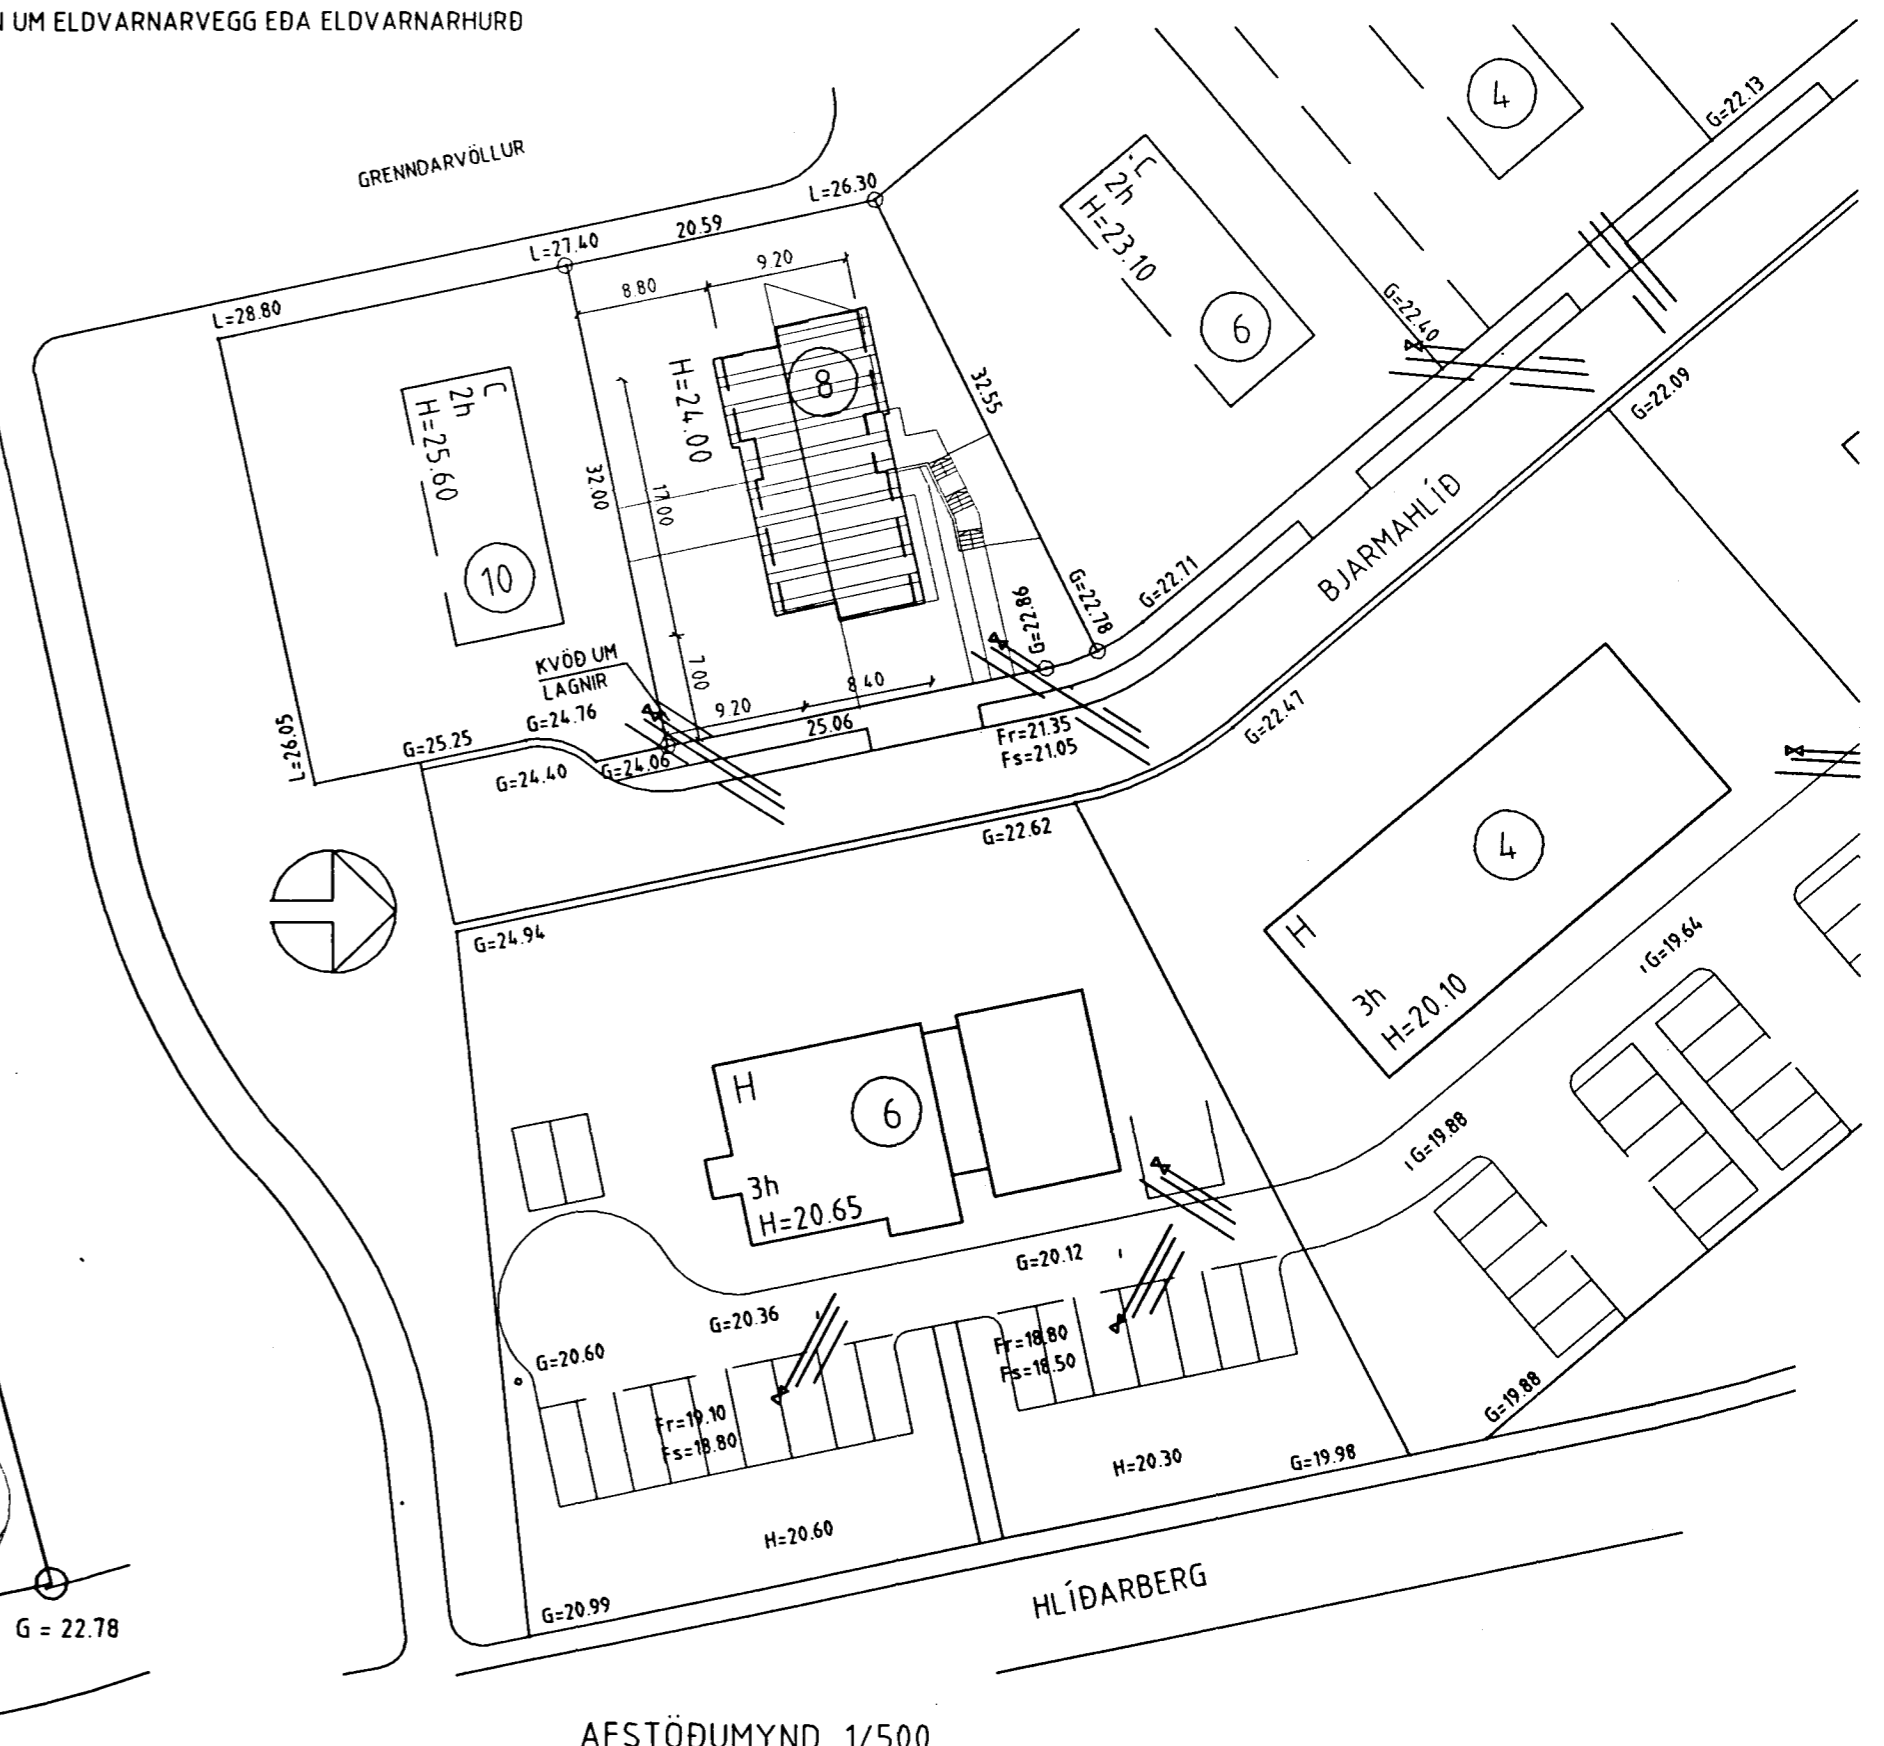 UM ELDVARNARVEGG EÐA ELDVARNARHURÐ
GRENNDARVÖLLUR
L=26.30
20.59
L=27.40
L=28.80
9.20
8.80
4
G=22.13
C
2h
H=23.10
6
G=22.40
G=22.09
8
H=24.00
32.55
C
2h
H=25.60
10
32.00
17.00
7.00
BJARMAHLÍÐ
G=22.71
G=22.78
G=22.86
KVÖÐ UM
LAGNIR
8.40
9.20
25.06
G=24.76
G=25.25
L=26.05
G=24.40
G=24.06
Fr=21.35
Fs=21.05
G=22.47
G=22.62
G=24.94
4
H
3h
H=20.10
G=19.64
H
6
3h
H=20.65
G=19.88
G=20.12
G=20.36
G=20.60
Fr=18.80
Fs=18.50
Fr=19.10
Fs=18.80
G=19.88
H=20.30
G=19.98
H=20.60
G=20.99
HLÍÐARBERG
G = 22.78
AFSTÖÐUMYND 1/500